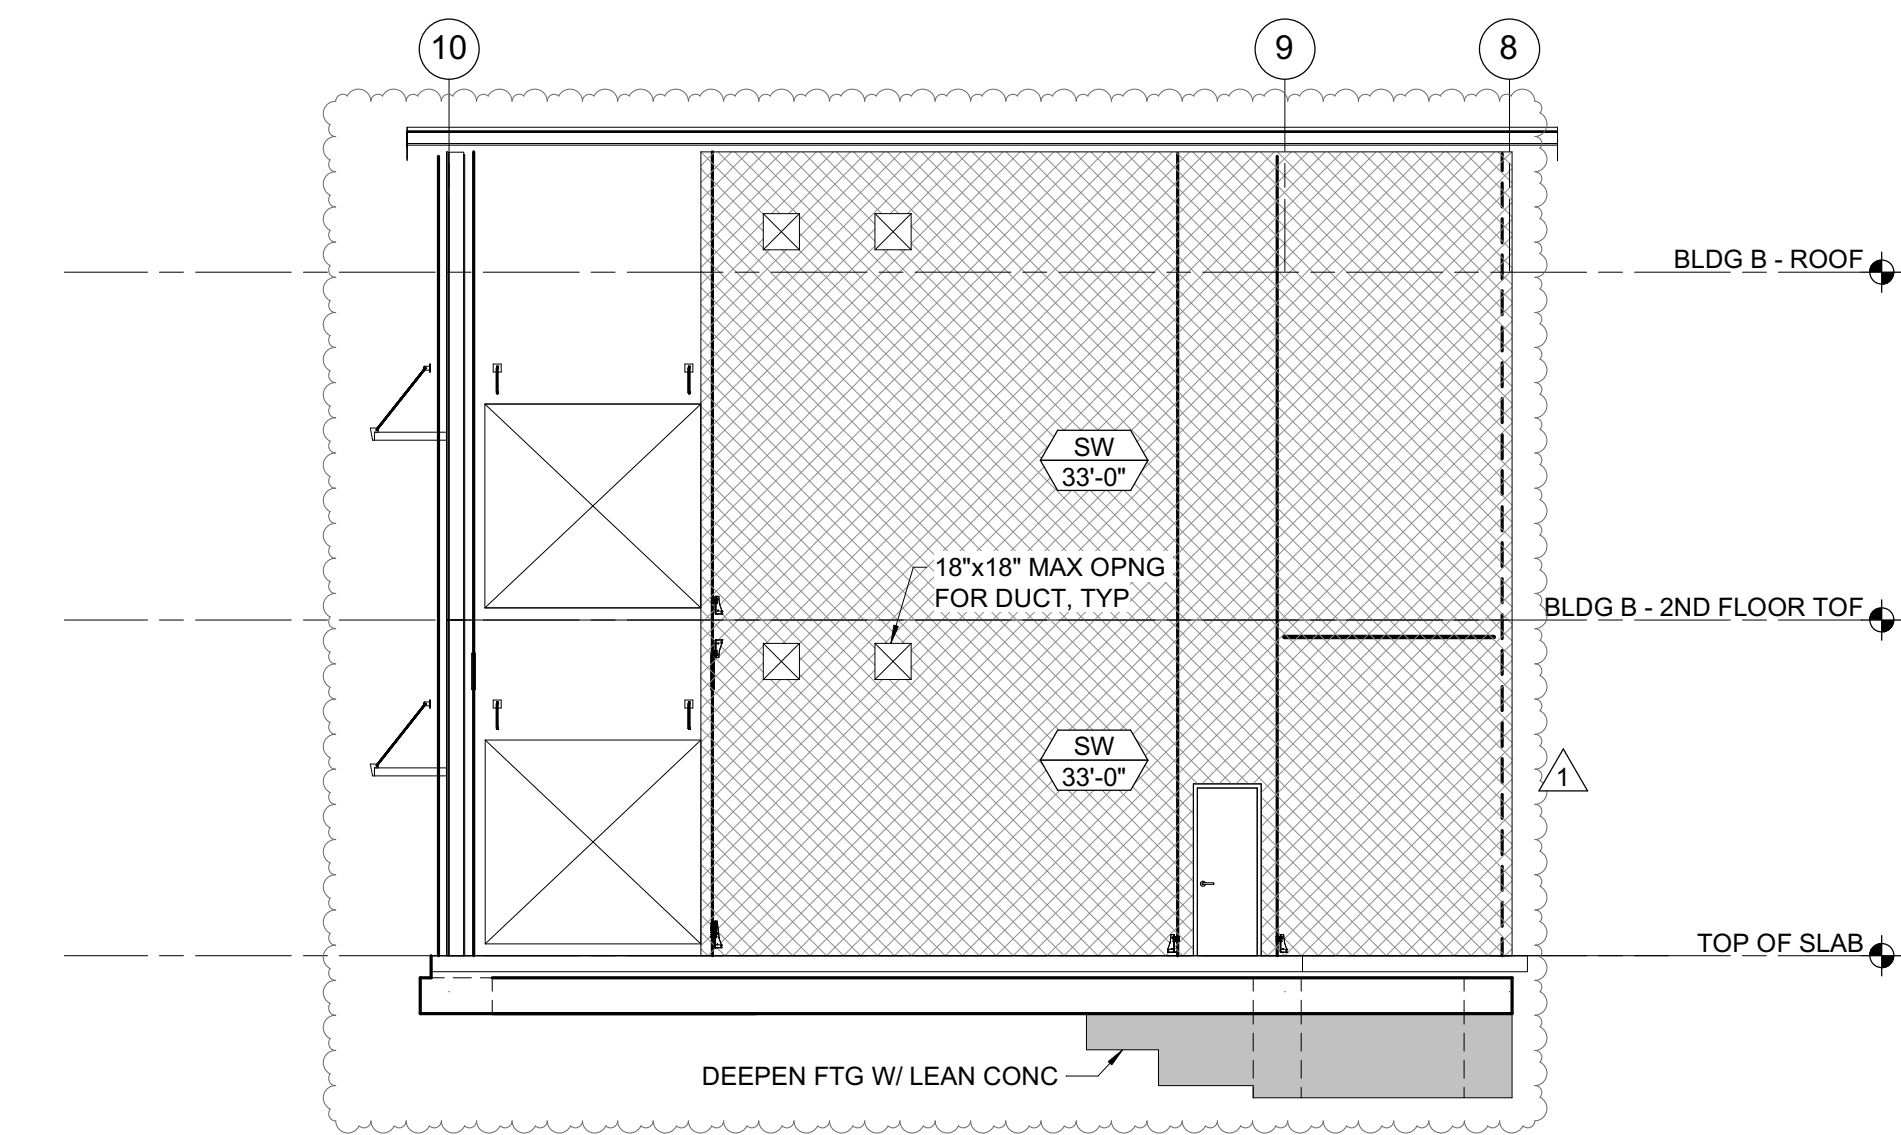 10
9
8
BLDG B - ROOF
SW
33'-0"
18"x18" MAX OPNG
FOR DUCT, TYP
BLDG B - 2ND FLOOR TOF
SW
33'-0"
1
TOP OF SLAB
DEEPEN FTG W/ LEAN CONC